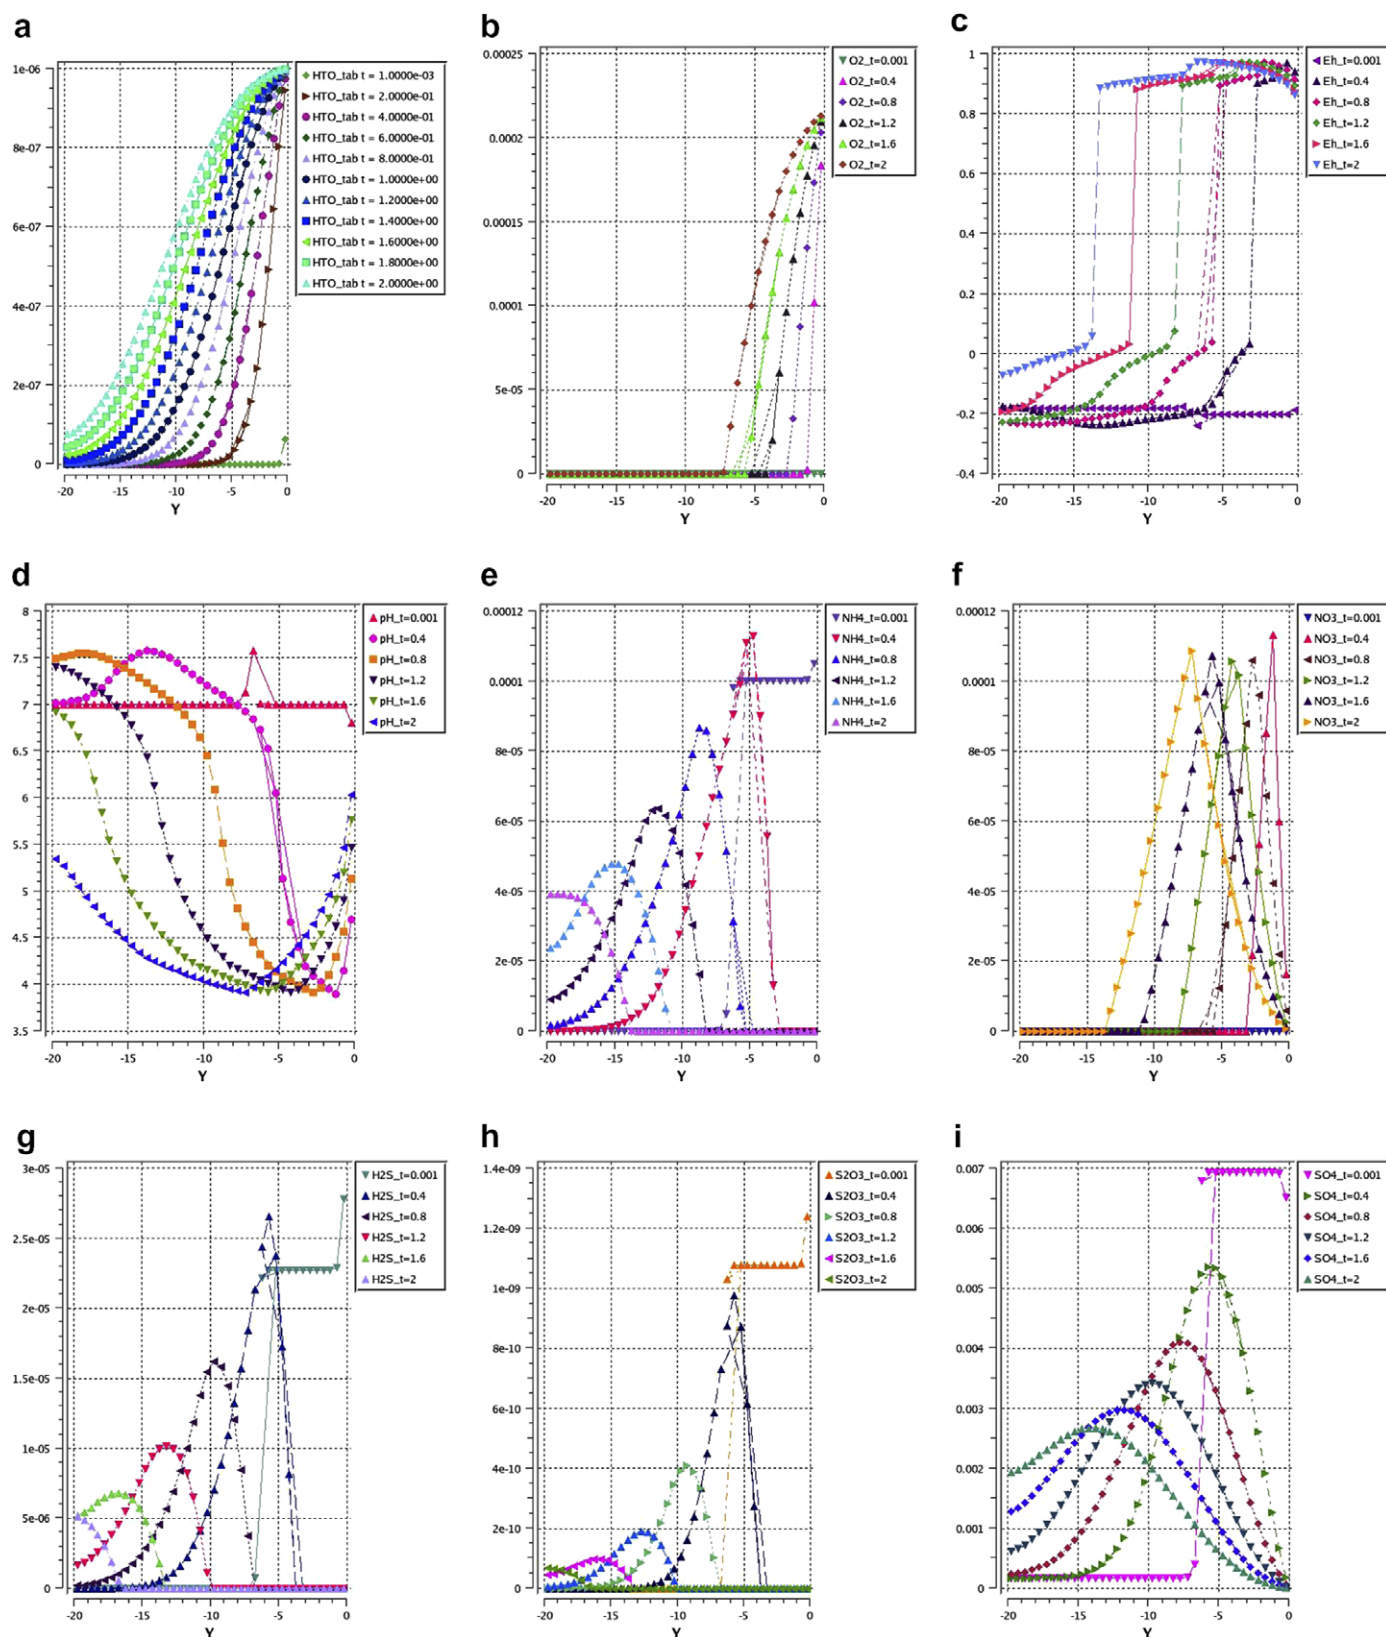 a
1e-06
8e-07
6e-07
4e-07
2e-07
0
-20
-15
-10
-5
0
Y
HTO_tab t = 1.0000e-03
HTO_tab t = 2.0000e-01
HTO_tab t = 4.0000e-01
HTO_tab t = 6.0000e-01
HTO_tab t = 8.0000e-01
HTO_tab t = 1.0000e+00
HTO_tab t = 1.2000e+00
HTO_tab t = 1.4000e+00
HTO_tab t = 1.6000e+00
HTO_tab t = 1.8000e+00
HTO_tab t = 2.0000e+00
b
0.00025
0.0002
0.00015
0.0001
5e-05
0
-20
-15
-10
-5
0
Y
O2_t=0.001
O2_t=0.4
O2_t=0.8
O2_t=1.2
O2_t=1.6
O2_t=2
c
1
0.8
0.6
0.4
0.2
0
-0.2
-0.4
-20
-15
-10
-5
0
Y
Eh_t=0.001
Eh_t=0.4
Eh_t=0.8
Eh_t=1.2
Eh_t=1.6
Eh_t=2
d
8
7.5
7
6.5
6
5.5
5
4.5
4
3.5
-20
-15
-10
-5
0
Y
pH_t=0.001
pH_t=0.4
pH_t=0.8
pH_t=1.2
pH_t=1.6
pH_t=2
e
0.00012
0.0001
8e-05
6e-05
4e-05
2e-05
0
-20
-15
-10
-5
0
Y
NH4_t=0.001
NH4_t=0.4
NH4_t=0.8
NH4_t=1.2
NH4_t=1.6
NH4_t=2
f
0.00012
0.0001
8e-05
6e-05
4e-05
2e-05
0
-20
-15
-10
-5
0
Y
NO3_t=0.001
NO3_t=0.4
NO3_t=0.8
NO3_t=1.2
NO3_t=1.6
NO3_t=2
g
3e-05
2.5e-05
2e-05
1.5e-05
1e-05
5e-06
0
-20
-15
-10
-5
0
Y
H2S_t=0.001
H2S_t=0.4
H2S_t=0.8
H2S_t=1.2
H2S_t=1.6
H2S_t=2
h
1.4e-09
1.2e-09
1e-09
8e-10
6e-10
4e-10
2e-10
0
-20
-15
-10
-5
0
Y
S2O3_t=0.001
S2O3_t=0.4
S2O3_t=0.8
S2O3_t=1.2
S2O3_t=1.6
S2O3_t=2
i
0.007
0.006
0.005
0.004
0.003
0.002
0.001
0
-20
-15
-10
-5
0
Y
SO4_t=0.001
SO4_t=0.4
SO4_t=0.8
SO4_t=1.2
SO4_t=1.6
SO4_t=2